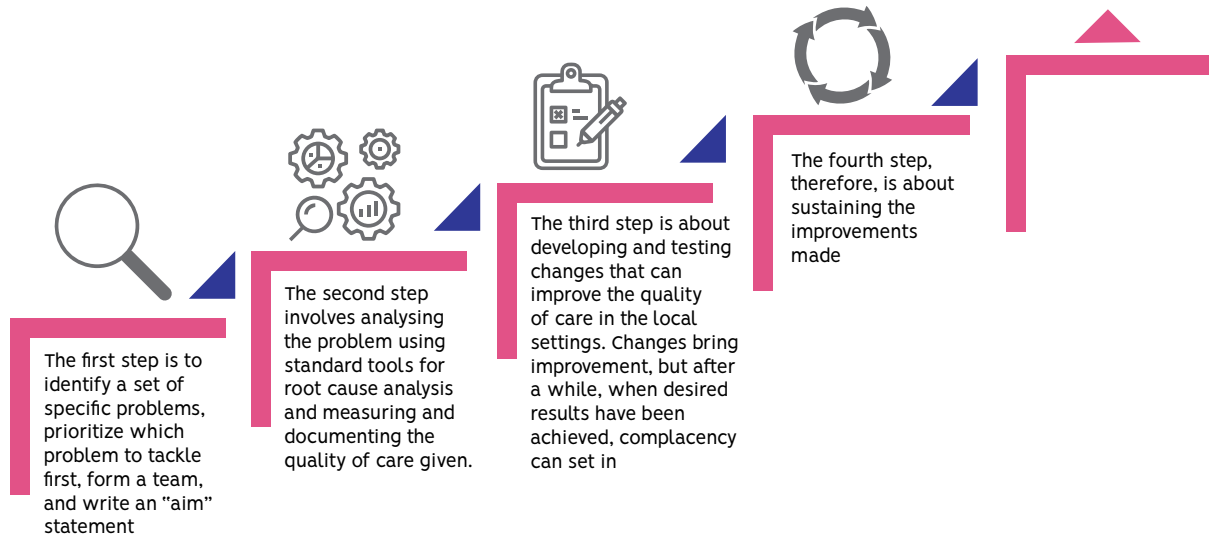 The first step is to
identify a set of
specific problems,
prioritize which
problem to tackle
first, form a team,
and write an “aim”
statement
The second step
involves analysing
the problem using
standard tools for
root cause analysis
and measuring and
documenting the
quality of care given.
The third step is about
developing and testing
changes that can
improve the quality
of care in the local
settings. Changes bring
improvement, but after
a while, when desired
results have been
achieved, complacency
can set in
The fourth step,
therefore, is about
sustaining the
improvements
made